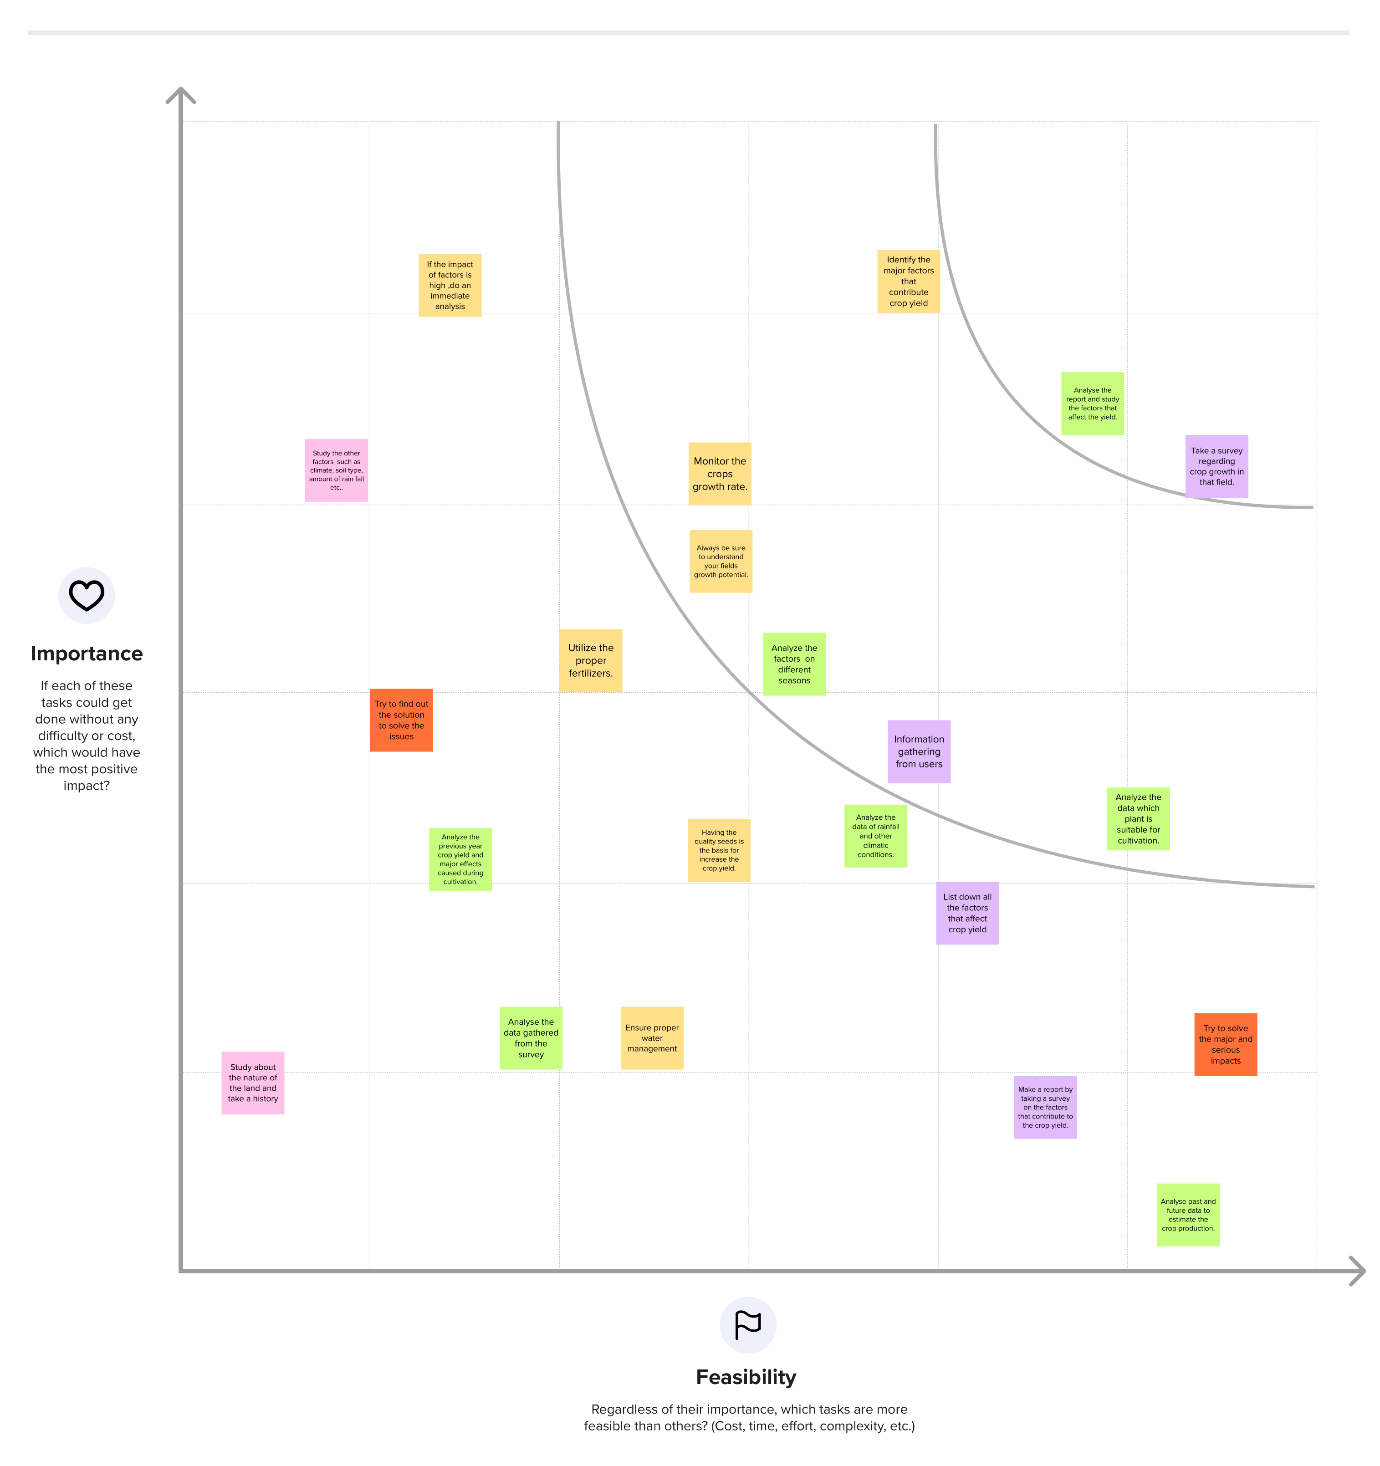 If the impact
of factors is
high ,do an
immediate
analysis
Identify the
major factors
that
contribute
crop yield
Analyse the
report and study
the factors that
affect the yield.
Study the other
factors such as
climate, soil type,
amount of rain fall
etc..
Monitor the
crops
growth rate.
Take a survey
regarding
crop growth in
that field.
Always be sure
to understand
your fields
growth potential.
Utilize the
proper
fertilizers.
Analyze the
factors on
different
seasons
Importance
If each of these
tasks could get
done without any
difficulty or cost,
which would have
the most positive
impact?
Try to find out
the solution
to solve the
issues
Information
gathering
from users
Analyze the
data which
plant is
suitable for
cultivation.
Analyze the
previous year
crop yield and
major effects
caused during
cultivation.
Having the
quality seeds is
the basis for
increase the
crop yield.
Analyze the
data of rainfall
and other
climatic
conditions.
List down all
the factors
that affect
crop yield
Analyse the
data gathered
from the
survey
Ensure proper
water
management
Try to solve
the major and
serious
impacts
Study about
the nature of
the land and
take a history
Make a report by
taking a survey
on the factors
that contribute to
the crop yield.
Analyse past and
future data to
estimate the
crop production.
Feasibility
Regardless of their importance, which tasks are more
feasible than others? (Cost, time, effort, complexity, etc.)